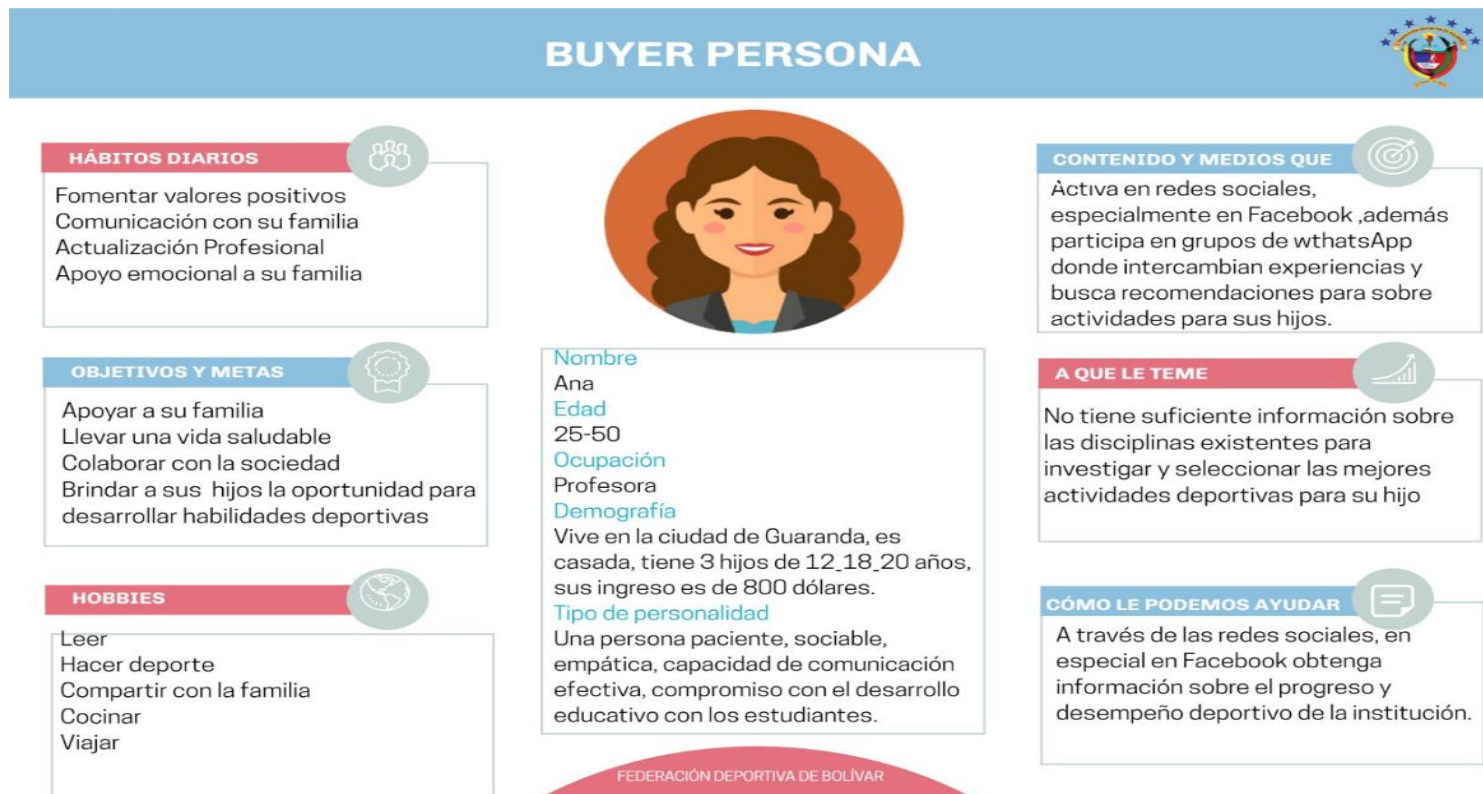 BUYER PERSONA
HÁBITOS DIARIOS
Fomentar valores positivos
Comunicación con su familia
Actualización Profesional
Apoyo emocional a su familia
OBJETIVOS Y METAS
Apoyar a su familia
Llevar una vida saludable
Colaborar con la sociedad
Brindar a sus hijos la oportunidad para
desarrollar habilidades deportivas
HOBBIES
Leer
Hacer deporte
Compartir con la familia
Cocinar
Viajar
Nombre
Ana
Edad
25-50
Ocupación
Profesora
Demografía
Vive en la ciudad de Guaranda, es
casada, tiene 3 hijos de 12_18_20 años,
sus ingreso es de 800 dólares.
Tipo de personalidad
Una persona paciente, sociable,
empática, capacidad de comunicación
efectiva, compromiso con el desarrollo
educativo con los estudiantes.
FEDERACIÓN DEPORTIVA DE BOLÍVAR
CONTENIDO Y MEDIOS QUE
Activa en redes sociales,
especialmente en Facebook ,además
participa en grupos de wthatsApp
donde intercambian experiencias y
busca recomendaciones para sobre
actividades para sus hijos.
A QUE LE TEME
No tiene suficiente información sobre
las disciplinas existentes para
investigar y seleccionar las mejores
actividades deportivas para su hijo
CÓMO LE PODEMOS AYUDAR
A través de las redes sociales, en
especial en Facebook obtenga
información sobre el progreso y
desempeño deportivo de la institución.